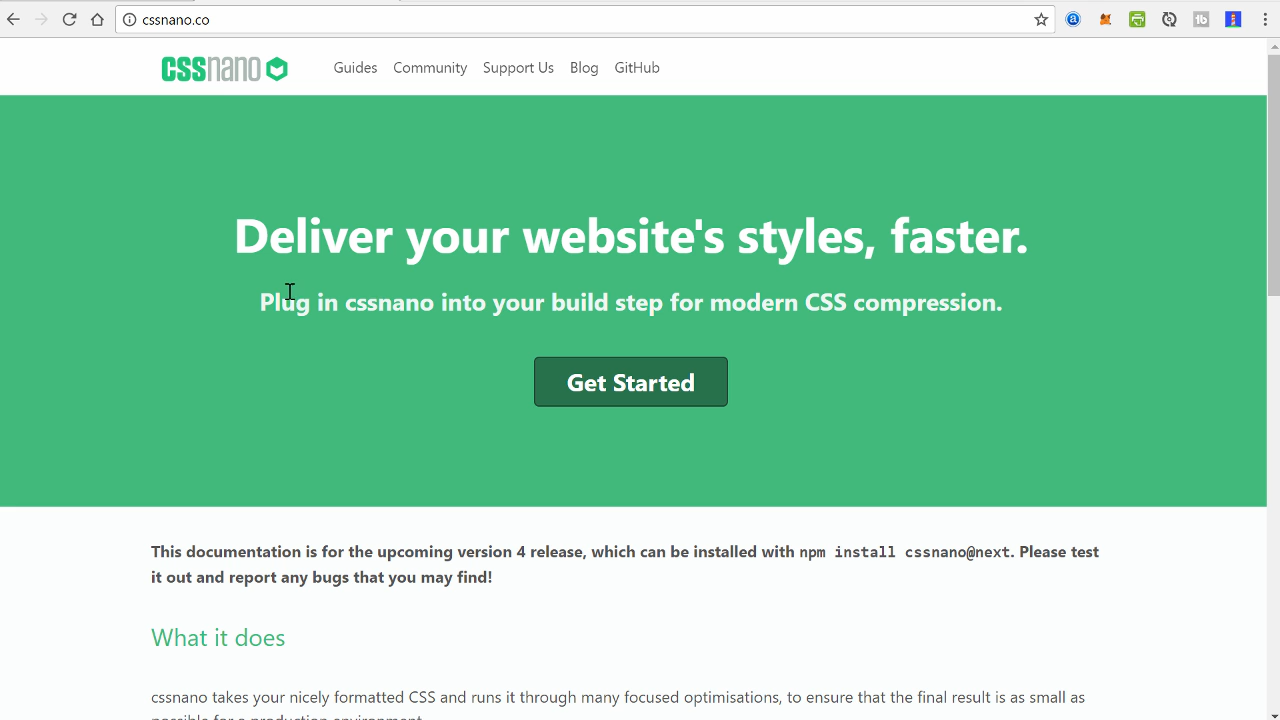 cssnano.co
cssnano
Guides Community Support Us Blog GitHub
Deliver your website's styles, faster.
Plug in cssnano into your build step for modern CSS compression.
Get Started
This documentation is for the upcoming version 4 release, which can be installed with npm install cssnano@next. Please test
it out and report any bugs that you may find!
What it does
cssnano takes your nicely formatted CSS and runs it through many focused optimisations, to ensure that the final result is as small as
possible for a production environment.